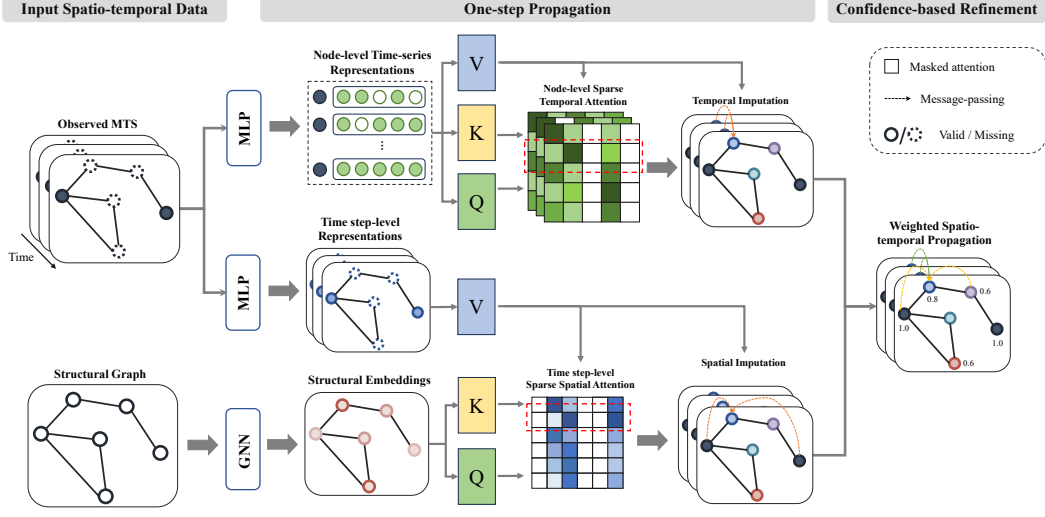 Input Spatio-temporal Data
One-step Propagation
Confidence-based Refinement
Observed MTS
Time
MLP
Node-level Time-series
Representations
...
V
K
Q
Node-level Sparse
Temporal Attention
Temporal Imputation
Masked attention
Message-passing
/
Valid / Missing
MLP
Time step-level
Representations
V
Weighted Spatio-
temporal Propagation
0.8
0.6
1.0
1.0
0.6
Structural Graph
GNN
Structural Embeddings
K
Q
Time step-level
Sparse Spatial Attention
Spatial Imputation